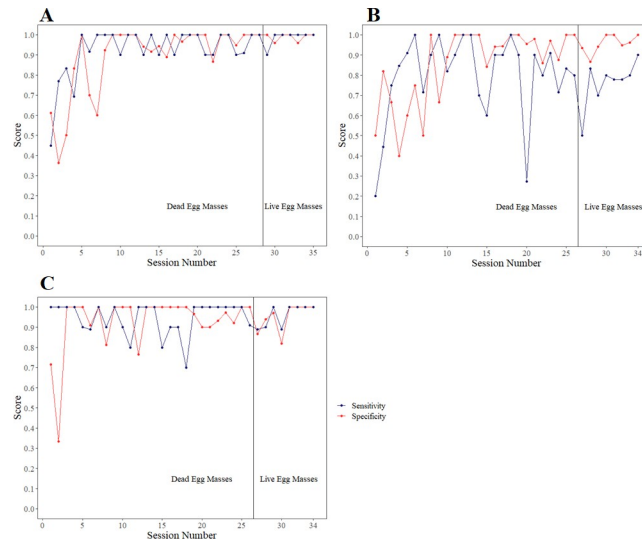 A
1.0
0.9
0.8
0.7
0.6
0.5
0.4
0.3
0.2
0.1
0.0
Score
Dead Egg Masses
Live Egg Masses
0 5 10 15 20 25 30 35
Session Number
B
1.0
0.9
0.8
0.7
0.6
0.5
0.4
0.3
0.2
0.1
0.0
Score
Dead Egg Masses
Live Egg Masses
0 5 10 15 20 25 30 34
Session Number
C
1.0
0.9
0.8
0.7
0.6
0.5
0.4
0.3
0.2
0.1
0.0
Score
Dead Egg Masses
Live Egg Masses
0 5 10 15 20 25 30 34
Session Number
Sensitivity
Specificity